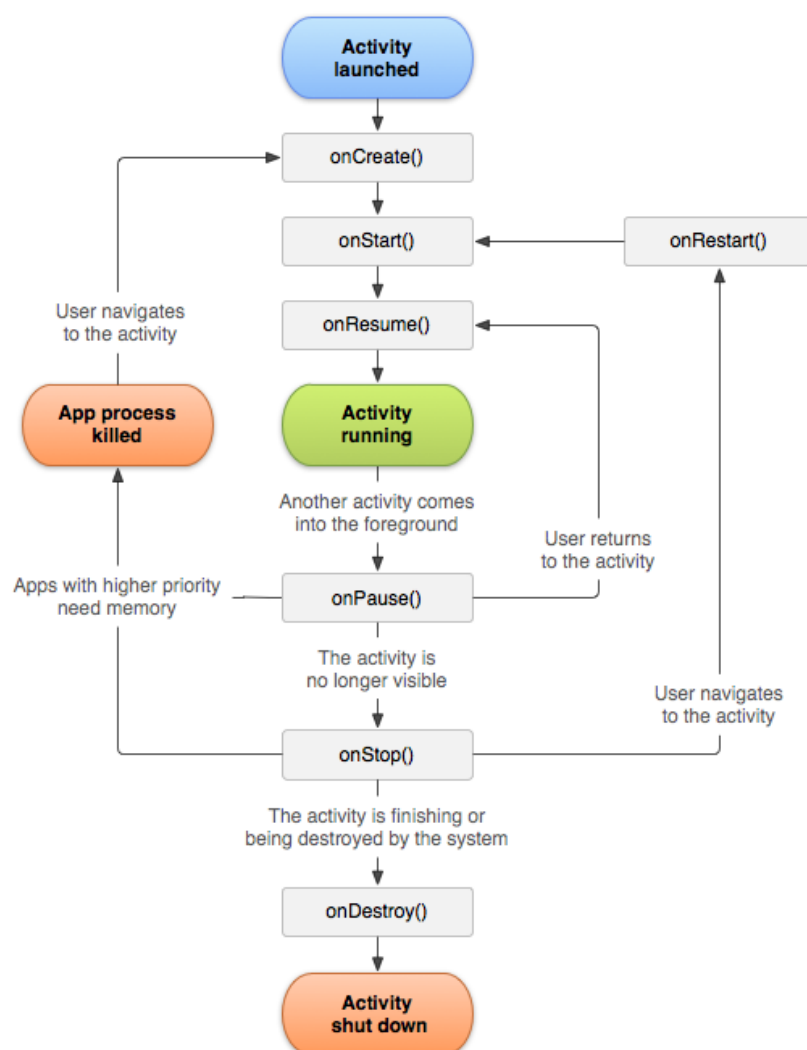 Activity
launched
onCreate()
onStart()
onRestart()
User navigates
to the activity
onResume()
App process
killed
Activity
running
Another activity comes
into the foreground
User returns
to the activity
Apps with higher priority
need memory
onPause()
The activity is
no longer visible
User navigates
to the activity
onStop()
The activity is finishing or
being destroyed by the system
onDestroy()
Activity
shut down